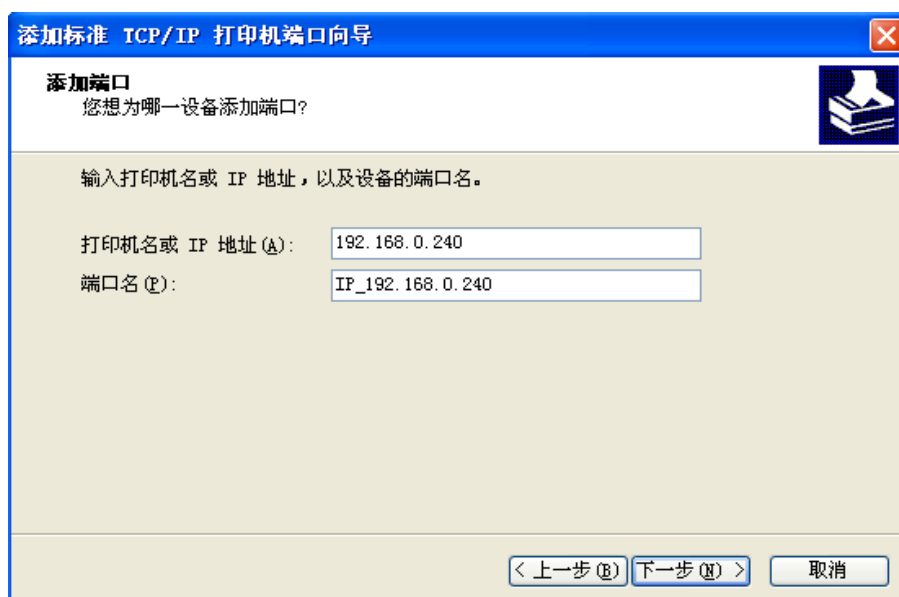 添加标准 TCP/IP 打印机端口向导
添加端口
您想为哪一设备添加端口?
输入打印机名或 IP 地址，以及设备的端口名。
打印机名或 IP 地址(A): 192.168.0.240
端口名(P): IP_192.168.0.240
< 上一步(B) 下一步(N) > 取消